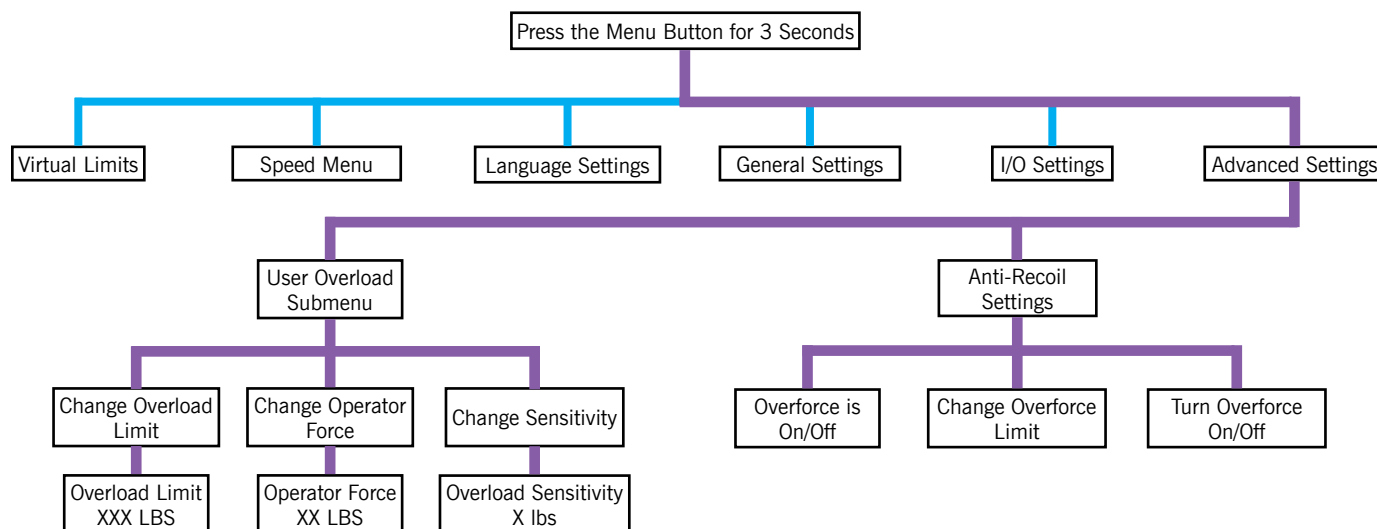 Press the Menu Button for 3 Seconds
Virtual Limits
Speed Menu
Language Settings
General Settings
I/O Settings
Advanced Settings
User Overload
Submenu
Anti-Recoil
Settings
Change Overload
Limit
Change Operator
Force
Change Sensitivity
Overforce is
On/Off
Change Overforce
Limit
Turn Overforce
On/Off
Overload Limit
XXX LBS
Operator Force
XX LBS
Overload Sensitivity
X lbs